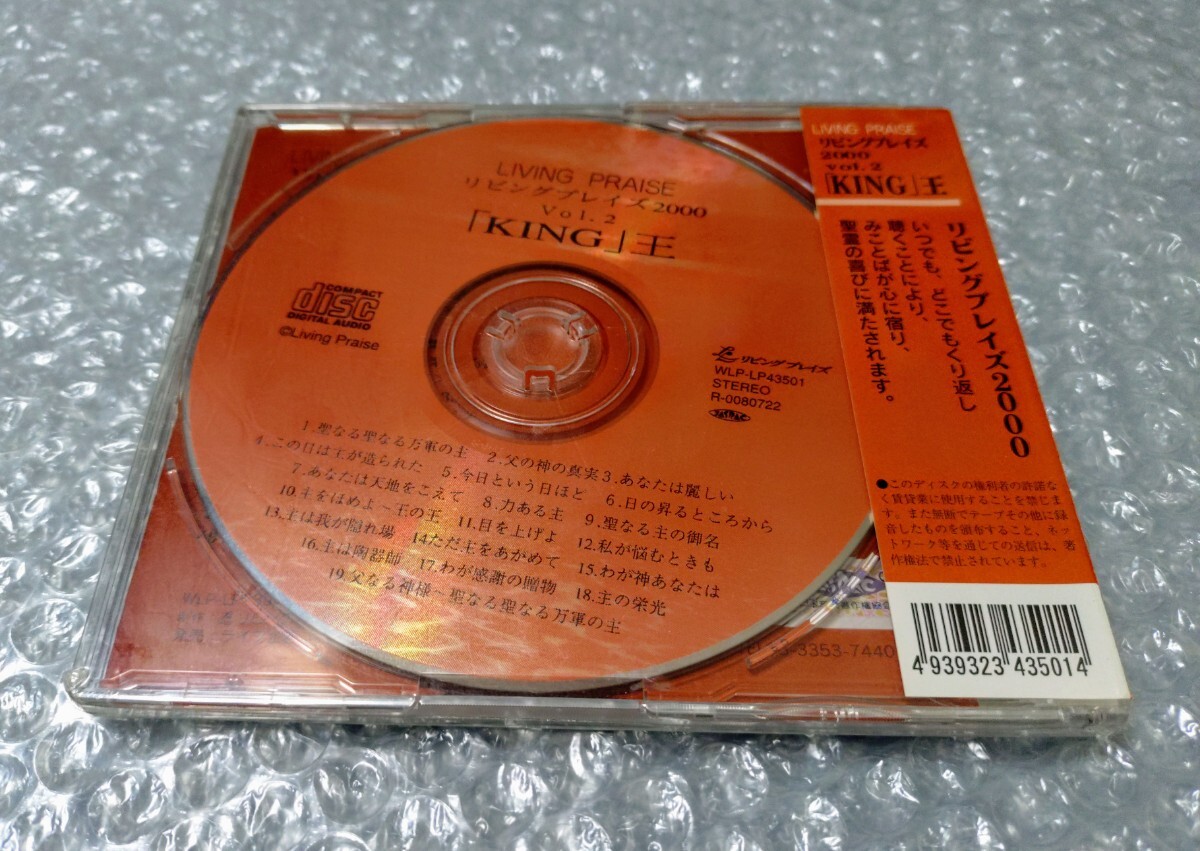 LIVING PRAISE
リビングプレイズ2000
Vol.2
「KING」王
COMPACT
disc
DIGITAL AUDIO
©Living Praise
リビングプレイズ
WLP-LP43501
STEREO
R-0080722
JASRAC
1.聖なる聖なる万軍の主 2.父の神の真実 3.あなたは麗しい
4.この日は主が造られた 5.今日という日ほど 6.日の昇るところから
7.あなたは天地をこえて 8.力ある主 9.聖なる主の御名
10.主をほめよ~王の王 11.目を上げよ 12.私が悩むときも
13.主は我が隠れ場 14ただ主をあかめて 15.わが神あなたは
16.主は陶器師 17.わが感謝の贈物 18.主の栄光
19.父なる神様~聖なる聖なる万軍の主
3-3353-7440
LIVING PRAISE
リビングプレイズ
2000
vol.2
「KING」王
リビングプレイズ2000
いつでも、どこでもくり返し
聴くことにより、
みことばが心に宿り、
聖霊の喜びに満たされます。
●このディスクの権利者の許諾な
く賃貸業に使用することを禁じま
す。また無断でテープその他に録
音したものを頒布すること、ネッ
トワーク等を通じての送信は、著
作権法で禁止されています。
4 939323 435014